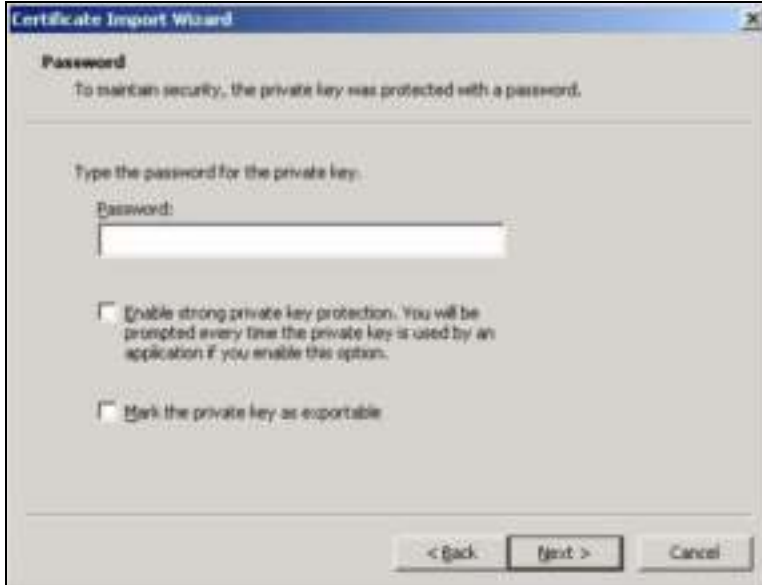 Certificate Import Wizard
Password
To maintain security, the private key was protected with a password.
Type the password for the private key.
Password:
Enable strong private key protection. You will be
prompted every time the private key is used by an
application if you enable this option.
Mark the private key as exportable
< Back
Next >
Cancel